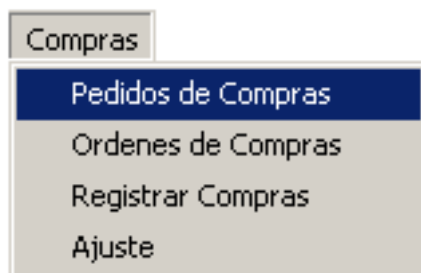 Compras
Pedidos de Compras
Ordenes de Compras
Registrar Compras
Ajuste